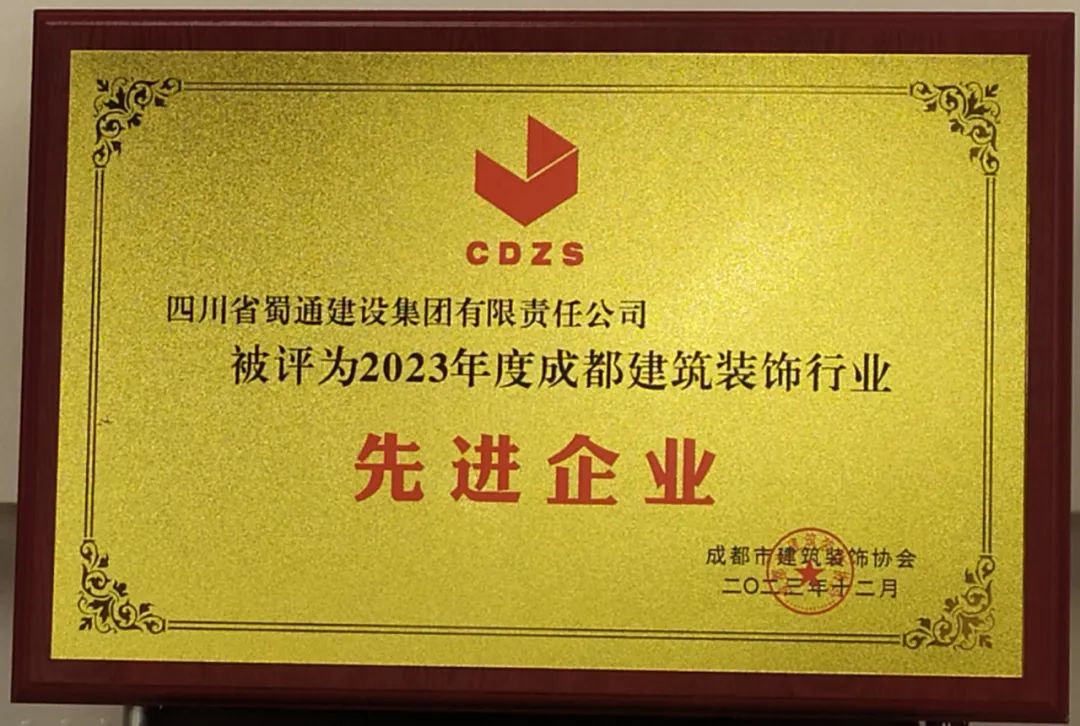 CDZS
四川省蜀通建设集团有限责任公司
被评为2023年度成都建筑装饰行业
先进企业
成都市建筑装饰协会
二〇二三年十二月